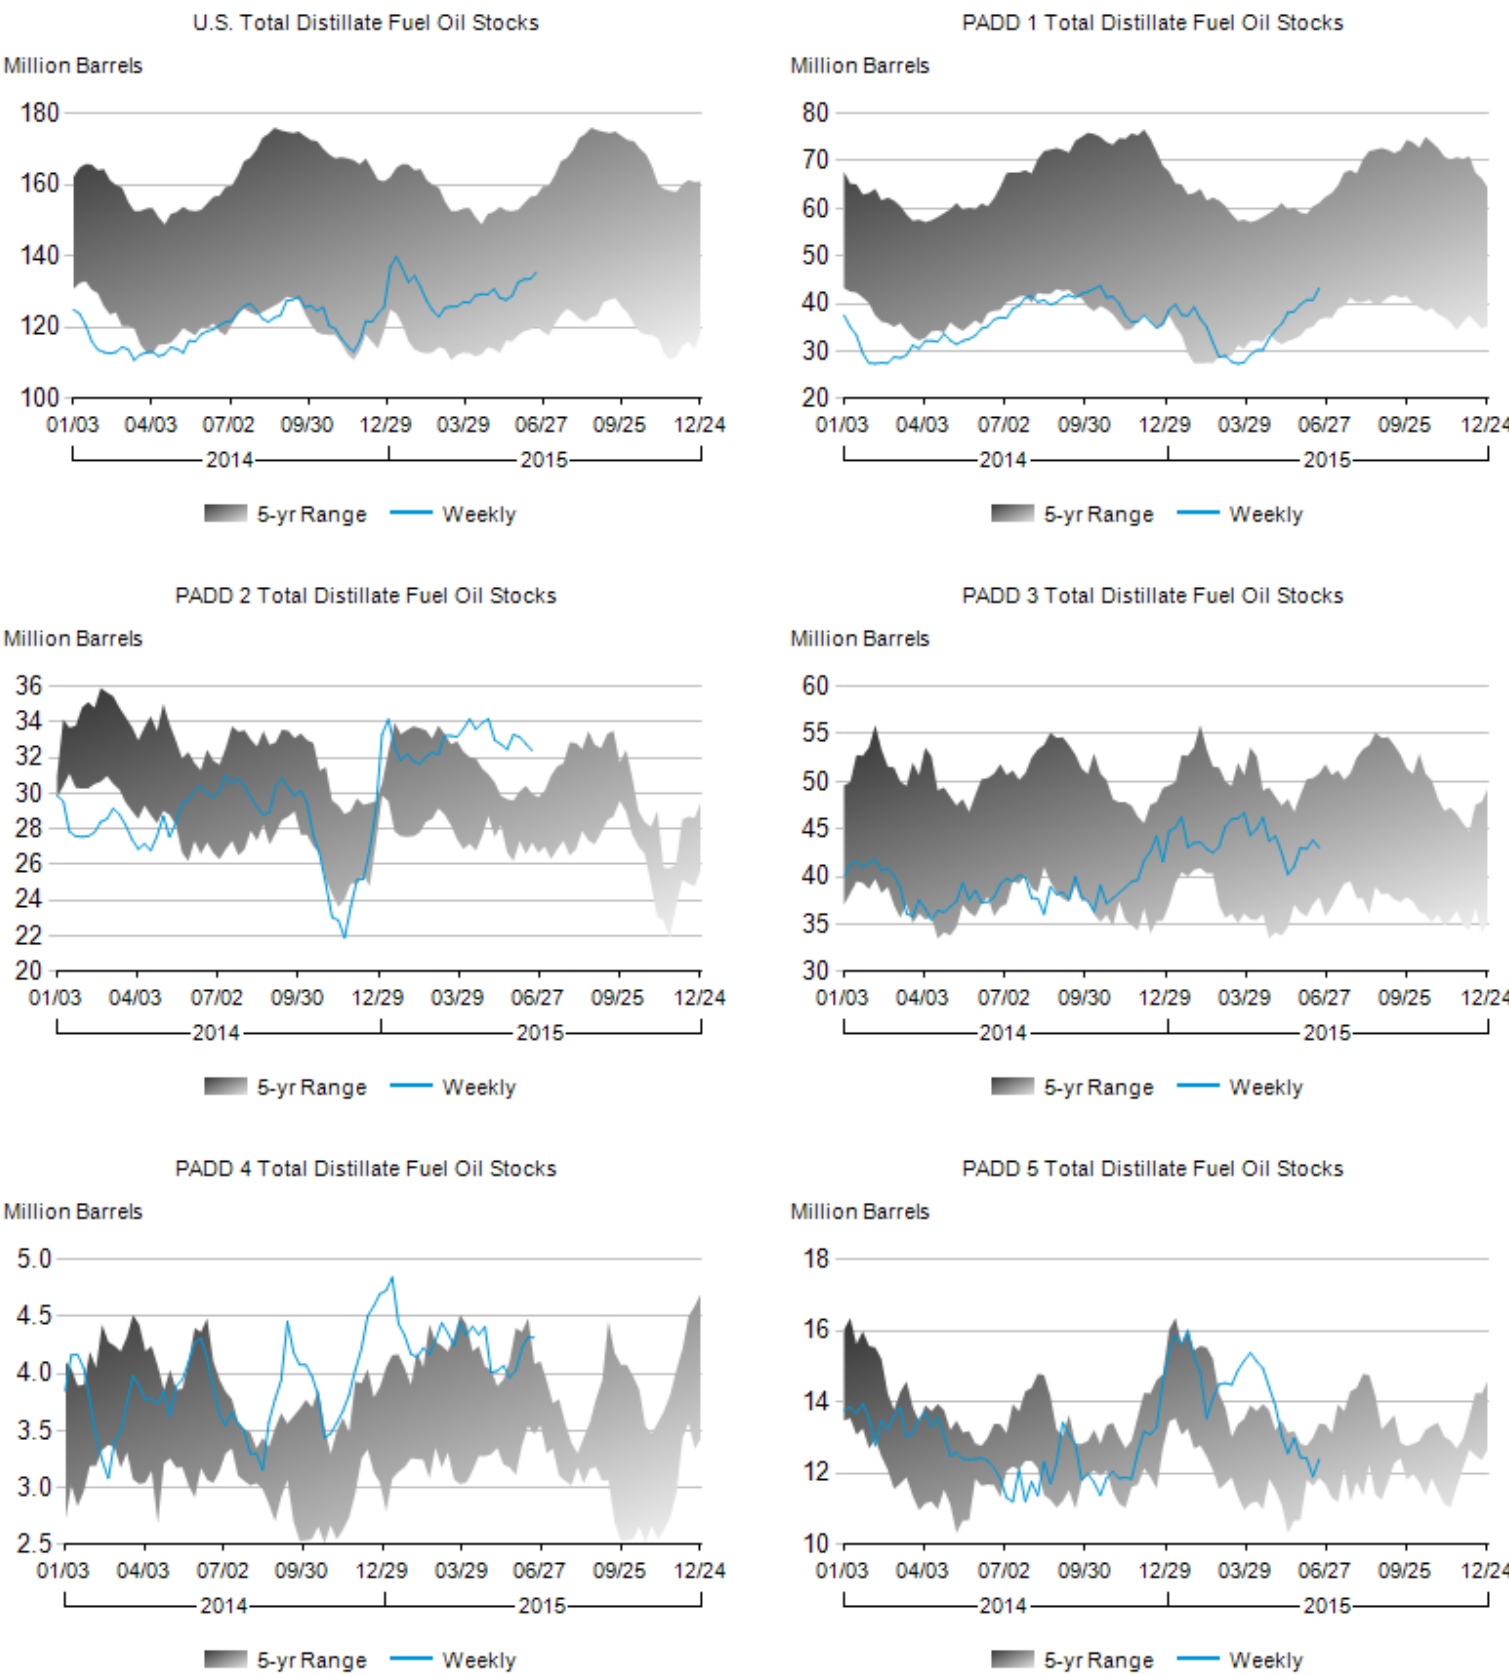 U.S. Total Distillate Fuel Oil Stocks
Million Barrels
180
160
140
120
100
01/03 04/03 07/02 09/30 12/29 03/29 06/27 09/25 12/24
2014 2015
5-yr Range Weekly
PADD 1 Total Distillate Fuel Oil Stocks
Million Barrels
80
70
60
50
40
30
20
01/03 04/03 07/02 09/30 12/29 03/29 06/27 09/25 12/24
2014 2015
5-yr Range Weekly
PADD 2 Total Distillate Fuel Oil Stocks
Million Barrels
36
34
32
30
28
26
24
22
20
01/03 04/03 07/02 09/30 12/29 03/29 06/27 09/25 12/24
2014 2015
5-yr Range Weekly
PADD 3 Total Distillate Fuel Oil Stocks
Million Barrels
60
55
50
45
40
35
30
01/03 04/03 07/02 09/30 12/29 03/29 06/27 09/25 12/24
2014 2015
5-yr Range Weekly
PADD 4 Total Distillate Fuel Oil Stocks
Million Barrels
5.0
4.5
4.0
3.5
3.0
2.5
01/03 04/03 07/02 09/30 12/29 03/29 06/27 09/25 12/24
2014 2015
5-yr Range Weekly
PADD 5 Total Distillate Fuel Oil Stocks
Million Barrels
18
16
14
12
10
01/03 04/03 07/02 09/30 12/29 03/29 06/27 09/25 12/24
2014 2015
5-yr Range Weekly